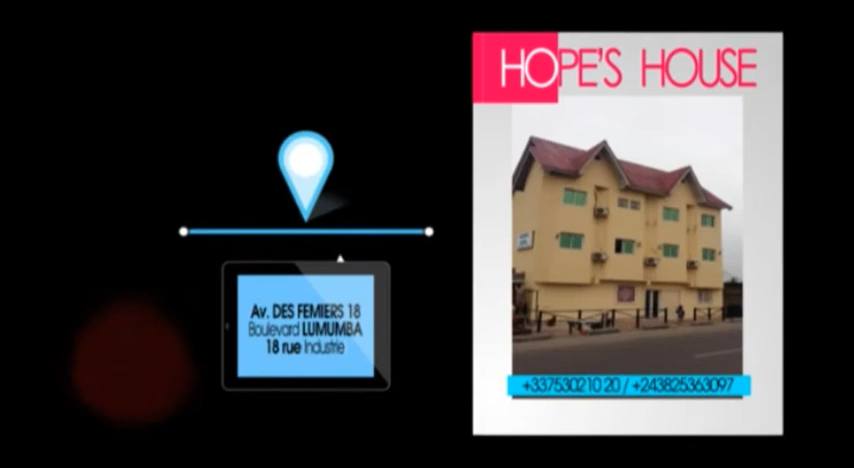 HOPE'S HOUSE
Av. DES FEMIERS 18
Boulevard LUMUMBA
18 rue Industrie
+33753021020 / +243825363097